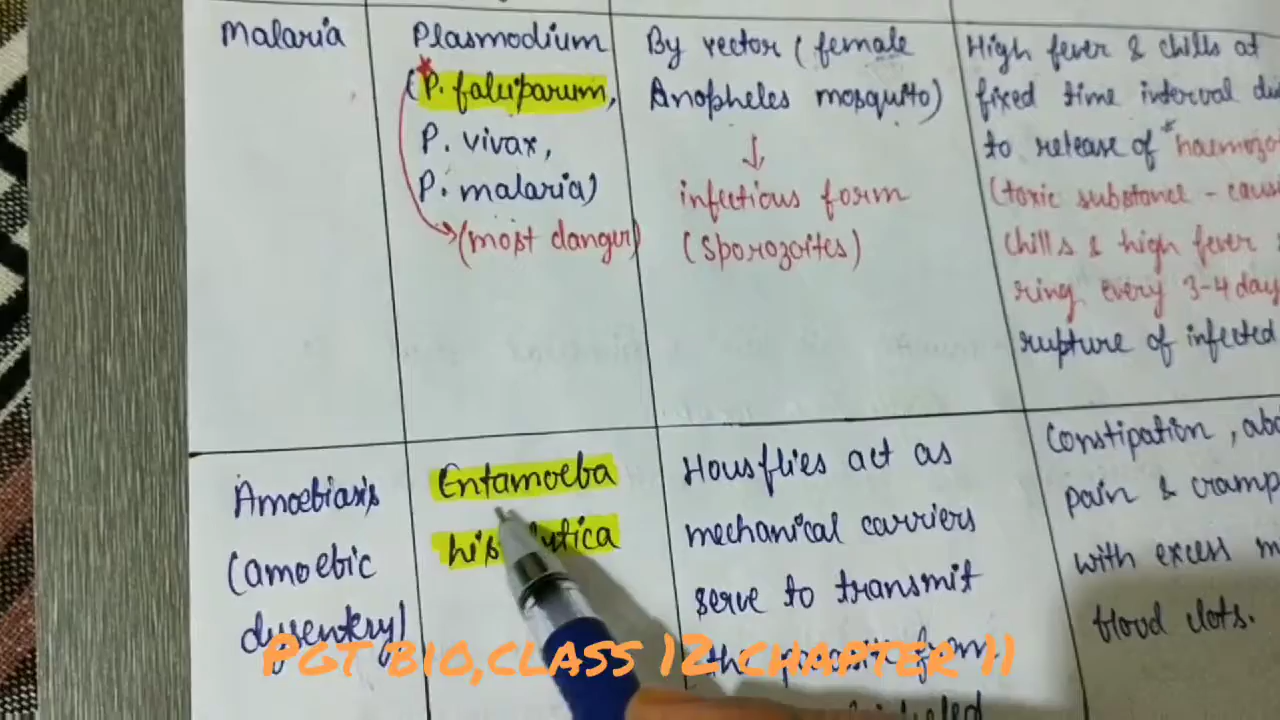 Malaria
Plasmodium
(P. falciparum,
P. vivax,
P. malaria)
(most danger)
By vector (female
Anopheles mosquito)
↓
infectious form
(sporozoites)
High fever & chills at
fixed time interval
to release of *
(toxic substance -
chills & high fever
ring every 3-4 day
rupture of infected
Amoebiasis
(amoebic
dysentery)
Entamoeba
Housflies act as
mechanical carriers
serve to transmit
the parasite from
Constipation,
pain & cramp
with excess
blood clots.
Pgt bio,class 12 chapter 11